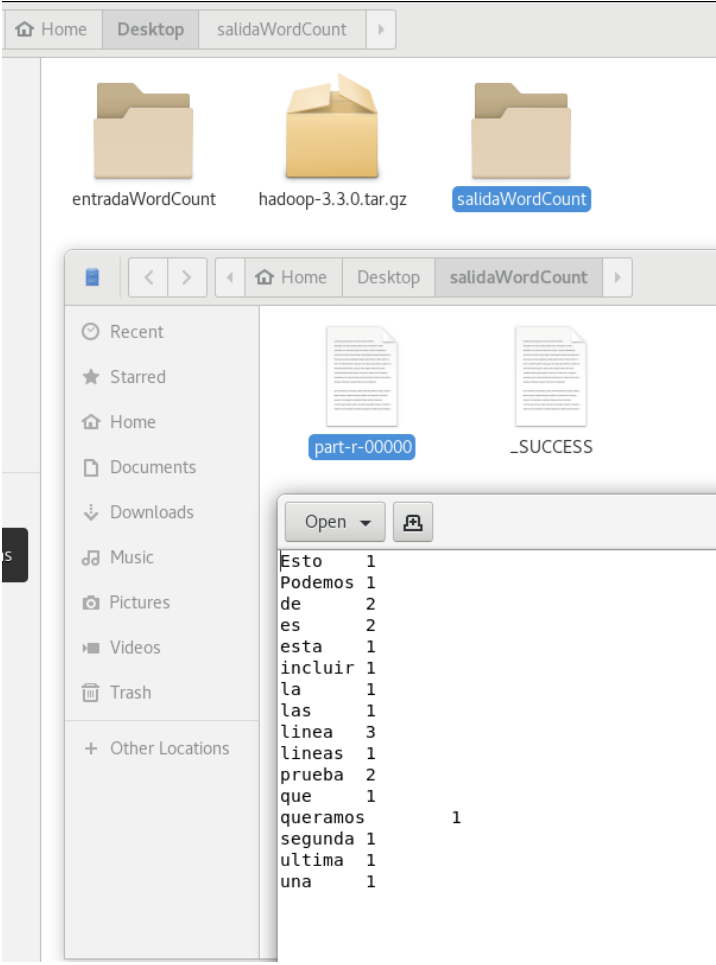 Home Desktop salidaWordCount
entradaWordCount hadoop-3.3.0.tar.gz salidaWordCount
Home Desktop salidaWordCount
Recent
Starred
Home
Documents
Downloads
Music
Pictures
Videos
Trash
Other Locations
part-r-00000 _SUCCESS
Open
Esto 1
Podemos 1
de 2
es 2
esta 1
incluir 1
la 1
las 1
linea 3
lineas 1
prueba 2
que 1
queramos 1
segunda 1
ultima 1
una 1